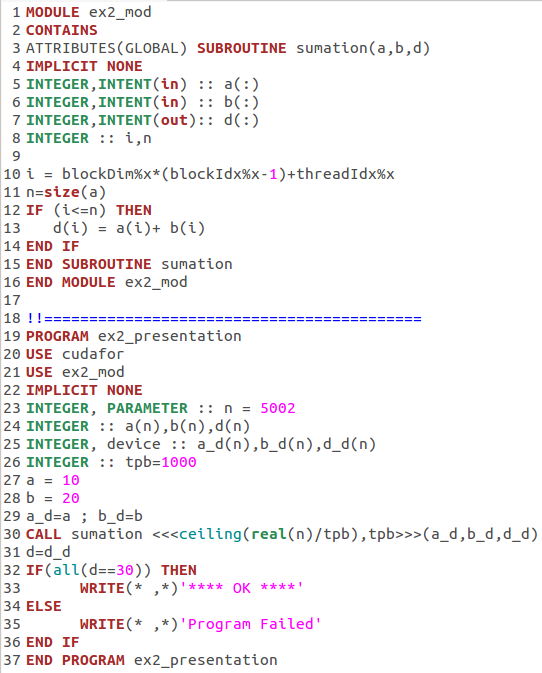 1 MODULE ex2_mod
2 CONTAINS
3 ATTRIBUTES(GLOBAL) SUBROUTINE sumation(a,b,d)
4 IMPLICIT NONE
5 INTEGER,INTENT(in) :: a(:)
6 INTEGER,INTENT(in) :: b(:)
7 INTEGER,INTENT(out):: d(:)
8 INTEGER :: i,n
9
10 i = blockDim%x*(blockIdx%x-1)+threadIdx%x
11 n=size(a)
12 IF (i<=n) THEN
13    d(i) = a(i)+ b(i)
14 END IF
15 END SUBROUTINE sumation
16 END MODULE ex2_mod
17
18 !!==========================================
19 PROGRAM ex2_presentation
20 USE cudafor
21 USE ex2_mod
22 IMPLICIT NONE
23 INTEGER, PARAMETER :: n = 5002
24 INTEGER :: a(n),b(n),d(n)
25 INTEGER, device :: a_d(n),b_d(n),d_d(n)
26 INTEGER :: tpb=1000
27 a = 10
28 b = 20
29 a_d=a ; b_d=b
30 CALL sumation <<<ceiling(real(n)/tpb),tpb>>>(a_d,b_d,d_d)
31 d=d_d
32 IF(all(d==30)) THEN
33       WRITE(* ,*)'**** OK ****'
34 ELSE
35       WRITE(* ,*)'Program Failed'
36 END IF
37 END PROGRAM ex2_presentation